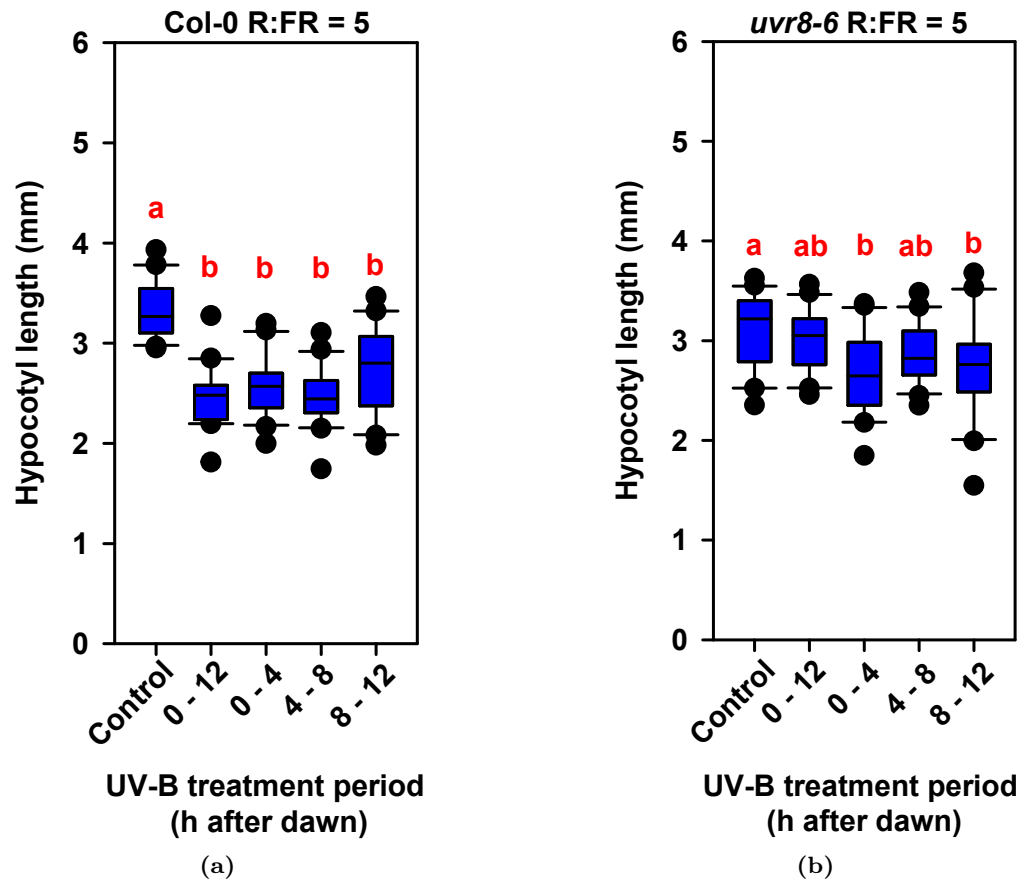 Col-0 R:FR = 5
6
5
4
3
2
1
0
Hypocotyl length (mm)
a
b
b
b
b
Control
0 - 12
0 - 4
4 - 8
8 - 12
UV-B treatment period
(h after dawn)
(a)
uvr8-6 R:FR = 5
6
5
4
3
2
1
0
Hypocotyl length (mm)
a
ab
b
ab
b
Control
0 - 12
0 - 4
4 - 8
8 - 12
UV-B treatment period
(h after dawn)
(b)